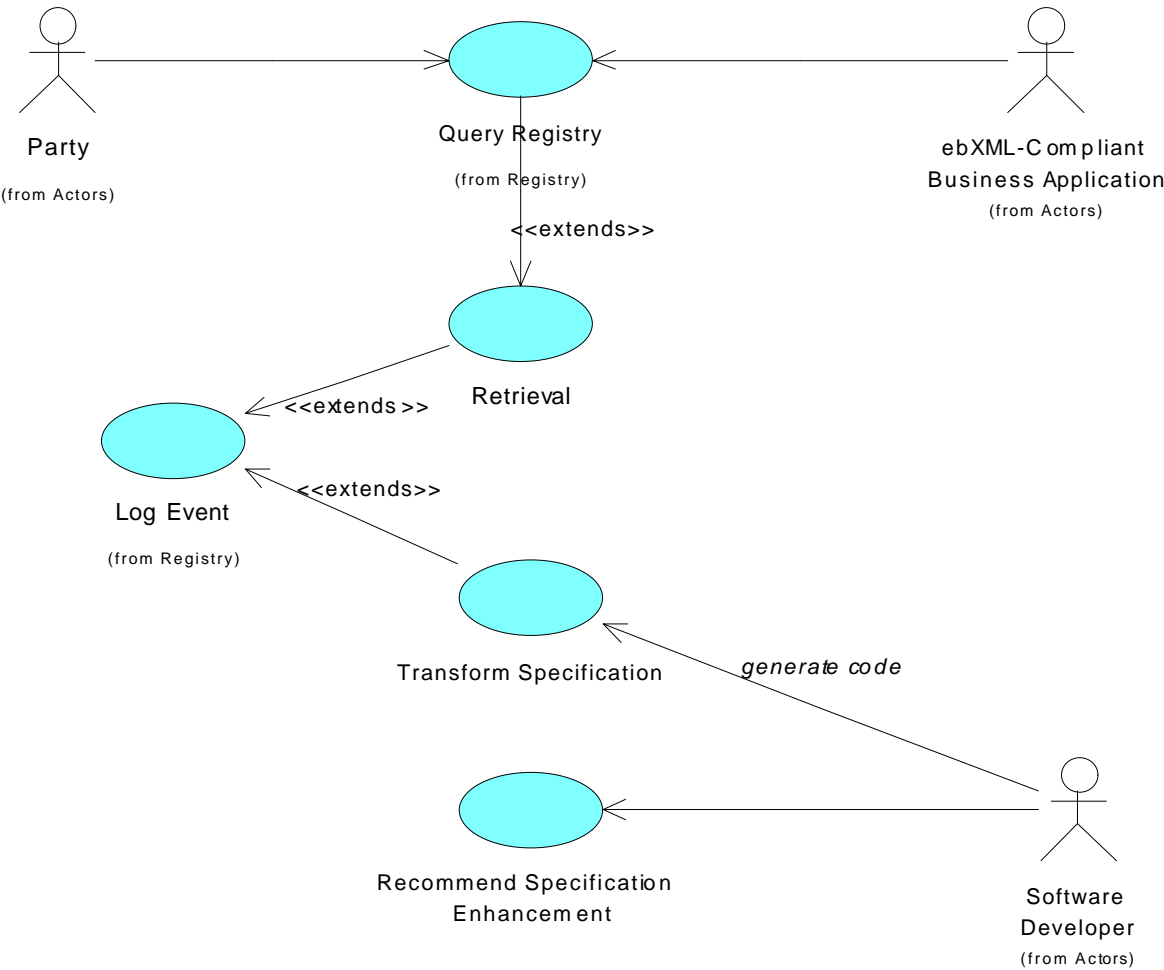 Party
(from Actors)
Query Registry
(from Registry)
ebXML-Compliant
Business Application
(from Actors)
<<extends>>
Retrieval
<<extends>>
Log Event
(from Registry)
<<extends>>
Transform Specification
generate code
Recommend Specification
Enhancement
Software
Developer
(from Actors)